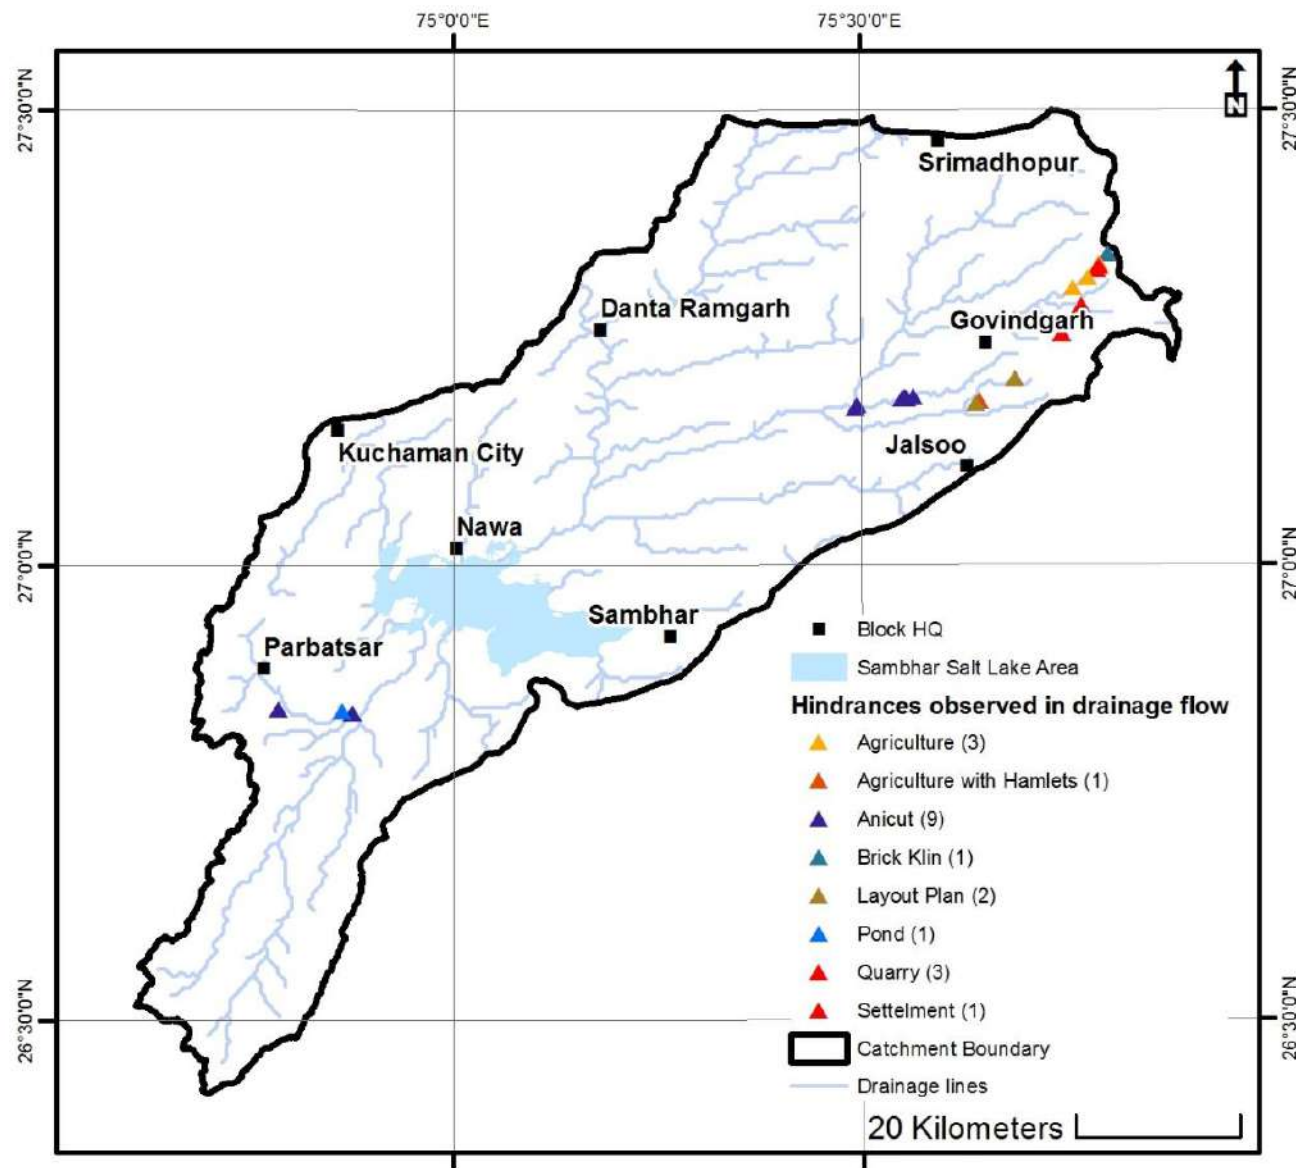 75°0'0"E
75°30'0"E
27°30'0"N
27°30'0"N
N
Srimadhopur
Danta Ramgarh
Govindgarh
Jalsoo
Kuchaman City
Nawa
27°0'0"N
27°0'0"N
Sambhar
Parbatsar
Block HQ
Sambhar Salt Lake Area
Hindrances observed in drainage flow
Agriculture (3)
Agriculture with Hamlets (1)
Anicut (9)
Brick Klin (1)
Layout Plan (2)
Pond (1)
Quarry (3)
Settelment (1)
26°30'0"N
26°30'0"N
Catchment Boundary
Drainage lines
20 Kilometers